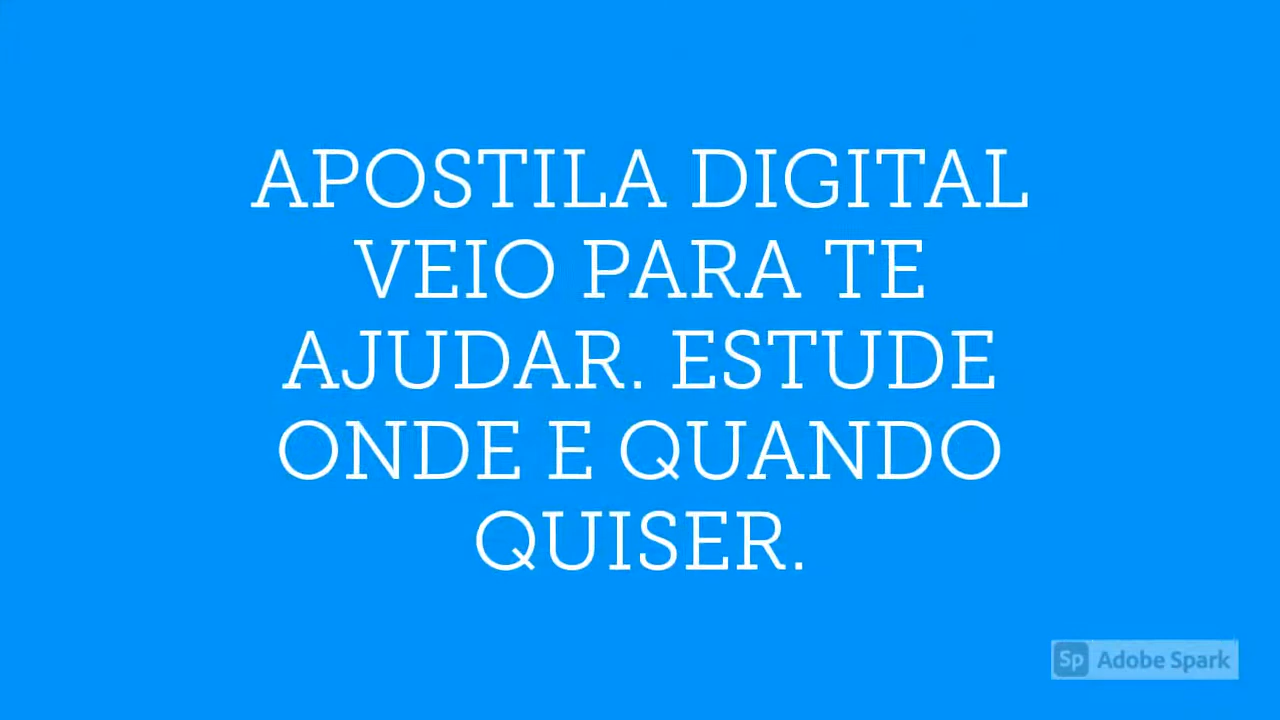 APOSTILA DIGITAL
VEIO PARA TE
AJUDAR. ESTUDE
ONDE E QUANDO
QUISER.
Sp Adobe Spark